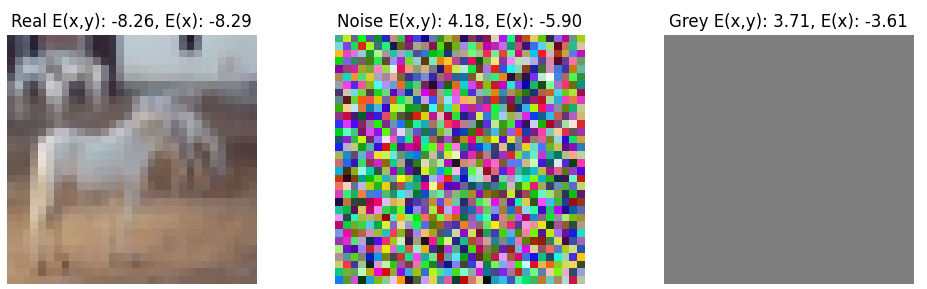 Real E(x,y): -8.26, E(x): -8.29
Noise E(x,y): 4.18, E(x): -5.90
Grey E(x,y): 3.71, E(x): -3.61